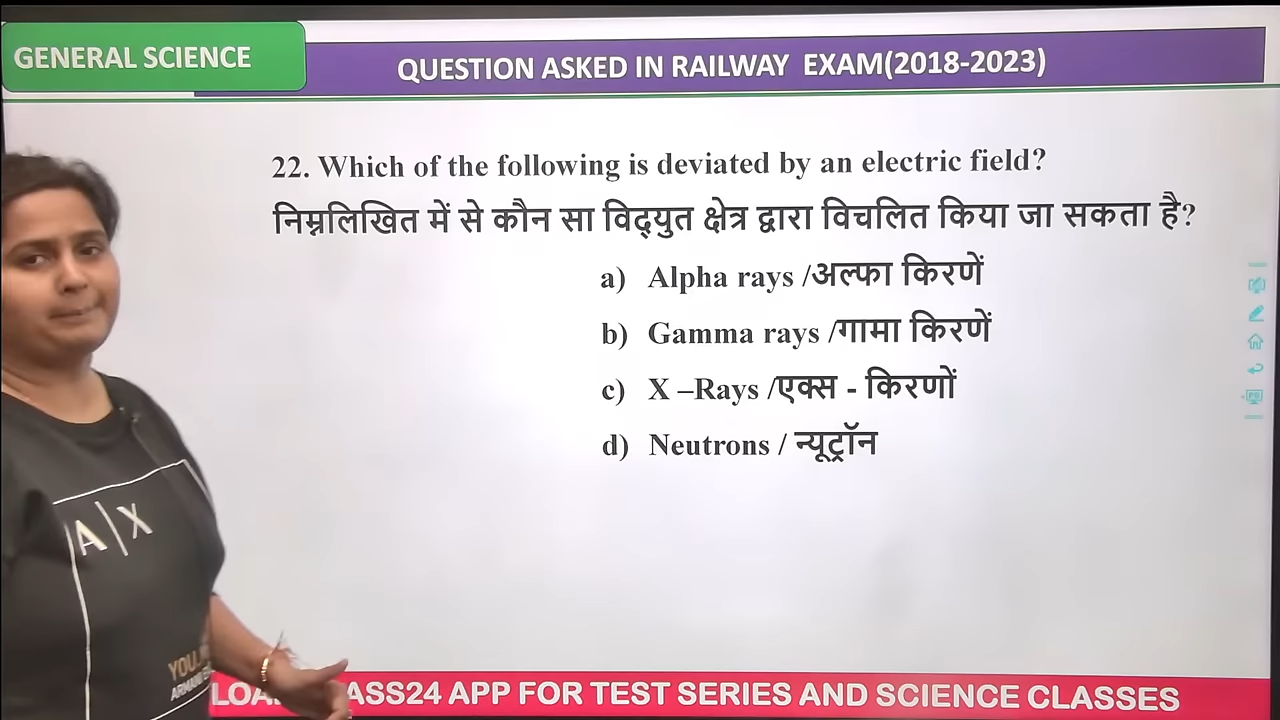 GENERAL SCIENCE
QUESTION ASKED IN RAILWAY EXAM(2018-2023)
22. Which of the following is deviated by an electric field?
निम्नलिखित में से कौन सा विद्युत क्षेत्र द्वारा विचलित किया जा सकता है?
a) Alpha rays /अल्फा किरणें
b) Gamma rays /गामा किरणें
c) X –Rays /एक्स - किरणों
d) Neutrons / न्यूट्रॉन
A|X
ASS24 APP FOR TEST SERIES AND SCIENCE CLASSES